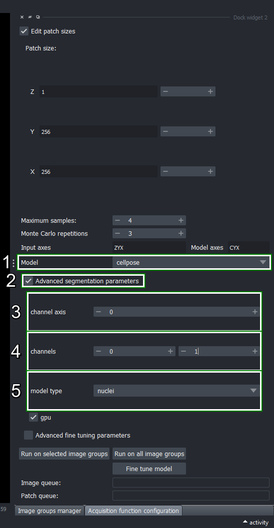 Dock widget 2
Edit patch sizes
Patch size:
Z 1 − +
Y 256 − +
X 256 − +
Maximum samples: − 4 +
Monte Carlo repetitions − 3 +
Input axes ZYX Model axes CYX
1 Model cellpose
2 Advanced segmentation parameters
3 channel axis − 0 +
4 channels − 0 + − 1 +
5 model type nuclei
gpu
Advanced fine tuning parameters
Run on selected image groups Run on all image groups
Fine tune model
Image queue:
Patch queue:
Image groups manager Acquisition function configuration
activity